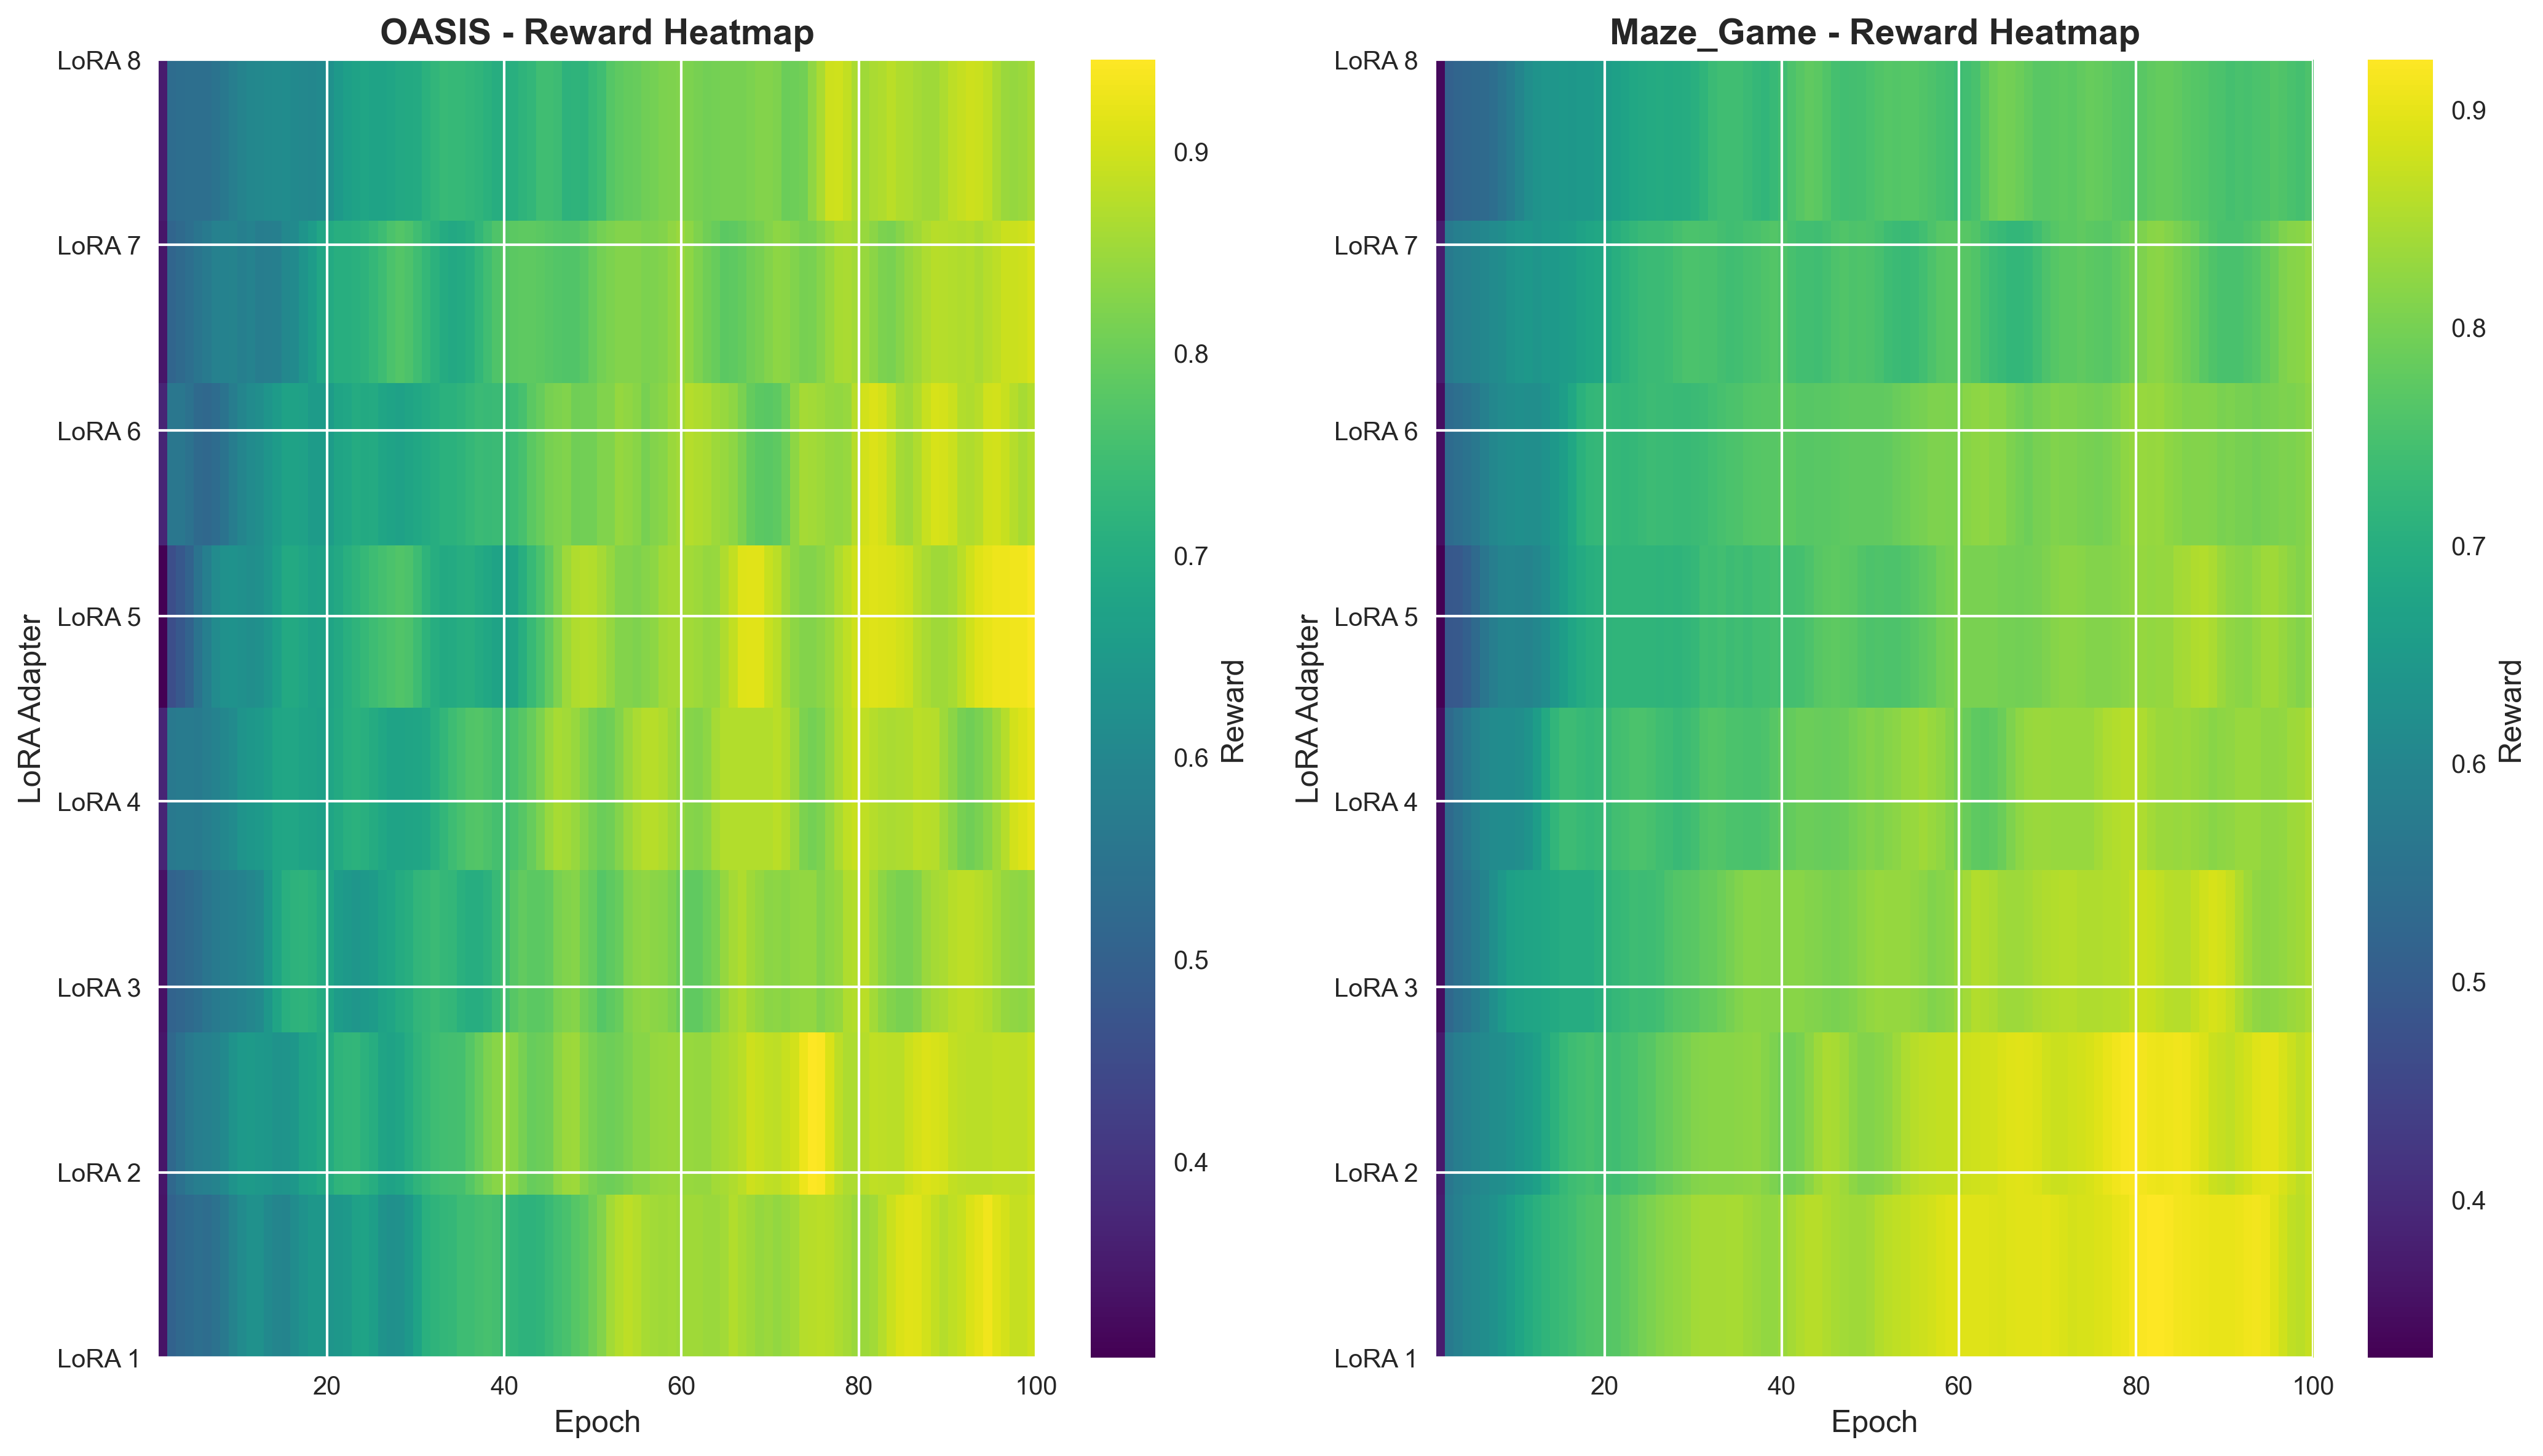 OASIS - Reward Heatmap
LoRA 8
LoRA 7
LoRA 6
LoRA 5
LoRA 4
LoRA 3
LoRA 2
LoRA 1
LoRA Adapter
20 40 60 80 100
Epoch
0.9
0.8
0.7
0.6
0.5
0.4
Reward
Maze_Game - Reward Heatmap
LoRA 8
LoRA 7
LoRA 6
LoRA 5
LoRA 4
LoRA 3
LoRA 2
LoRA 1
LoRA Adapter
20 40 60 80 100
Epoch
0.9
0.8
0.7
0.6
0.5
0.4
Reward